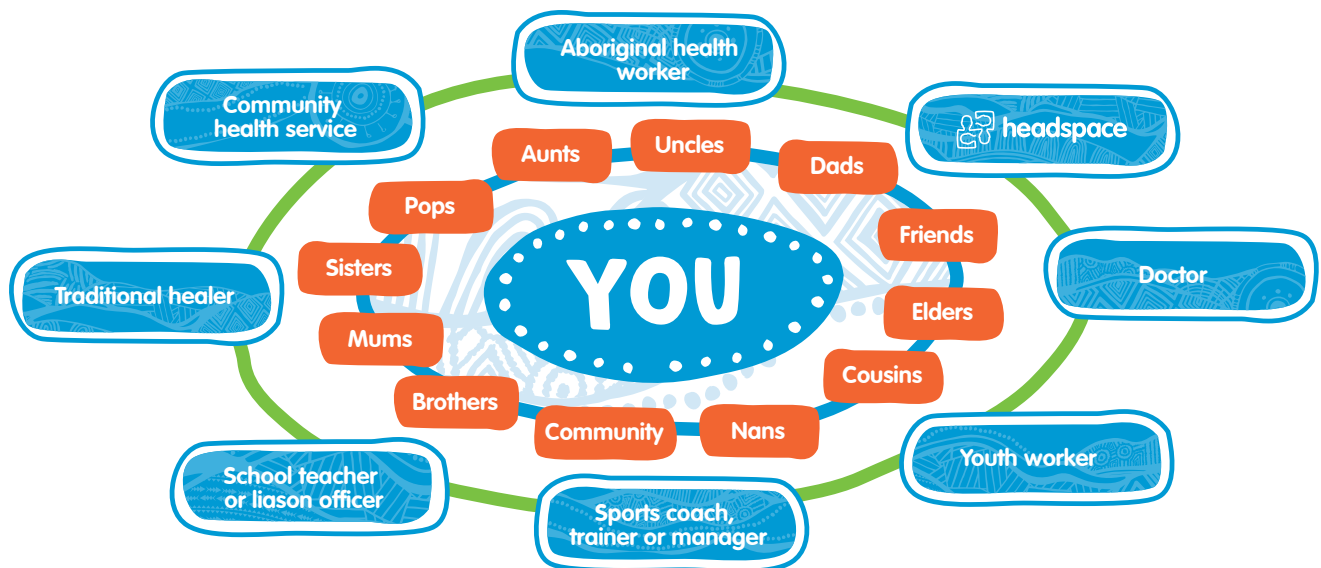 Aboriginal health
worker
Community
health service
headspace
Aunts
Uncles
Dads
Pops
Friends
Sisters
YOU
Doctor
Traditional healer
Elders
Mums
Cousins
Brothers
Community
Nans
Youth worker
School teacher
or liason officer
Sports coach,
trainer or manager